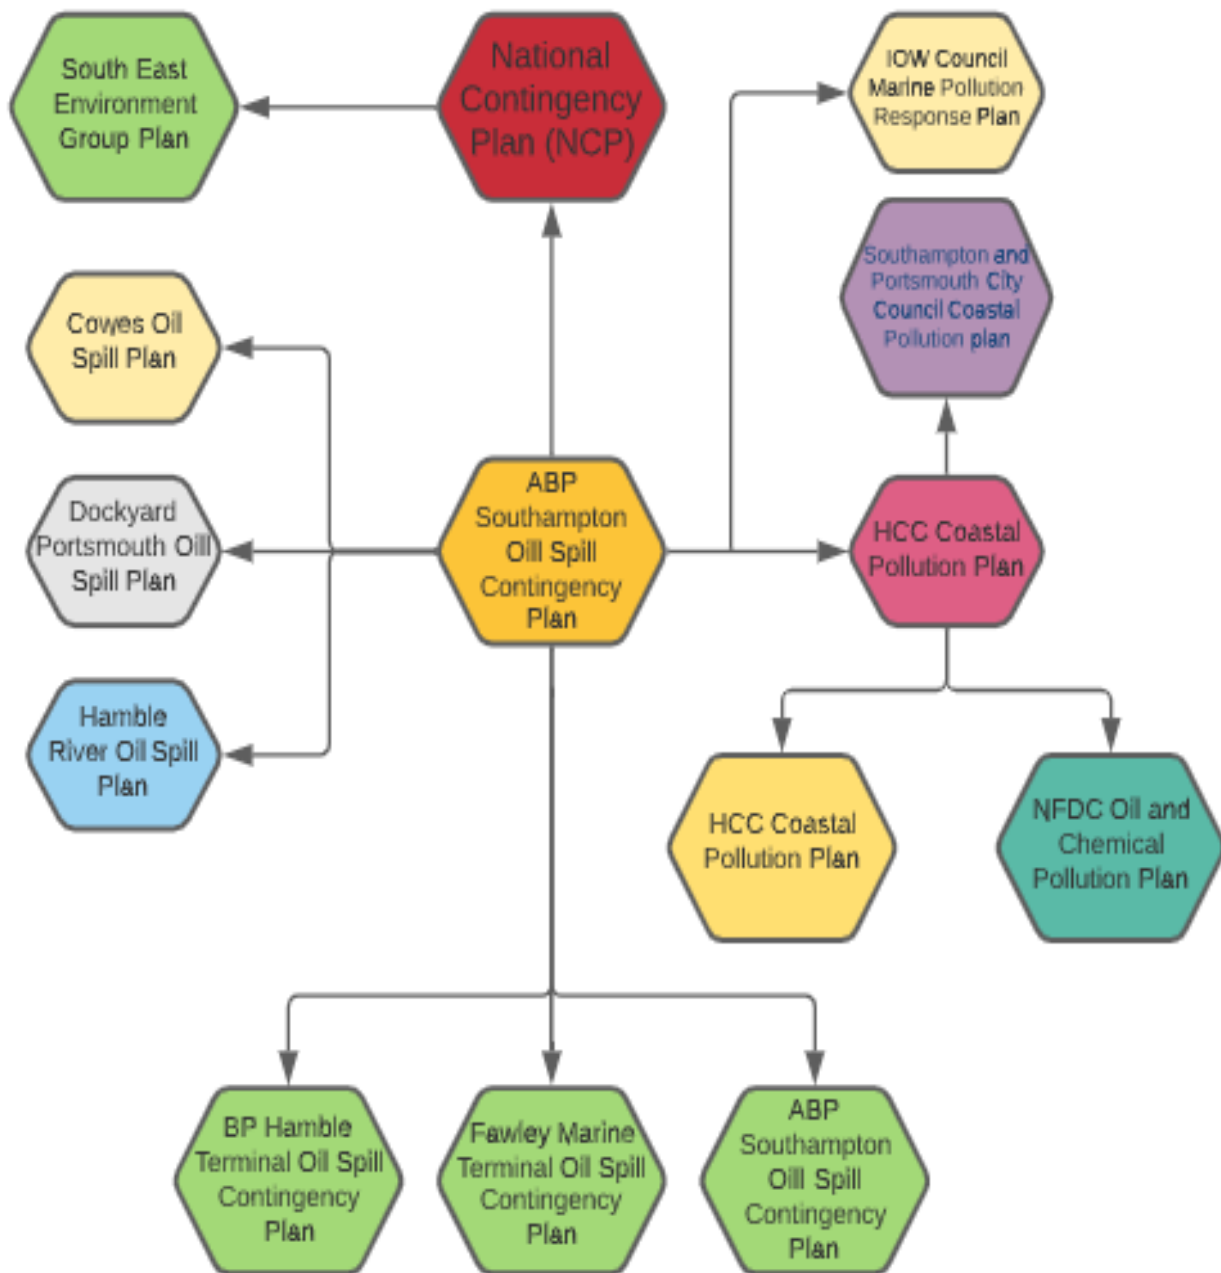 South East
Environment
Group Plan
National
Contingency
Plan (NCP)
IOW Council
Marine Pollution
Response Plan
Southampton and
Portsmouth City
Council Coastal
Pollution plan
Cowes Oil
Spill Plan
Dockyard
Portsmouth Oill
Spill Plan
ABP
Southampton
Oill Spill
Contingency
Plan
HCC Coastal
Pollution Plan
Hamble
River Oil Spill
Plan
HCC Coastal
Pollution Plan
NFDC Oil and
Chemical
Pollution Plan
BP Hamble
Terminal Oil Spill
Contingency
Plan
Fawley Marine
Terminal Oil Spill
Contingency
Plan
ABP
Southampton
Oill Spill
Contingency
Plan